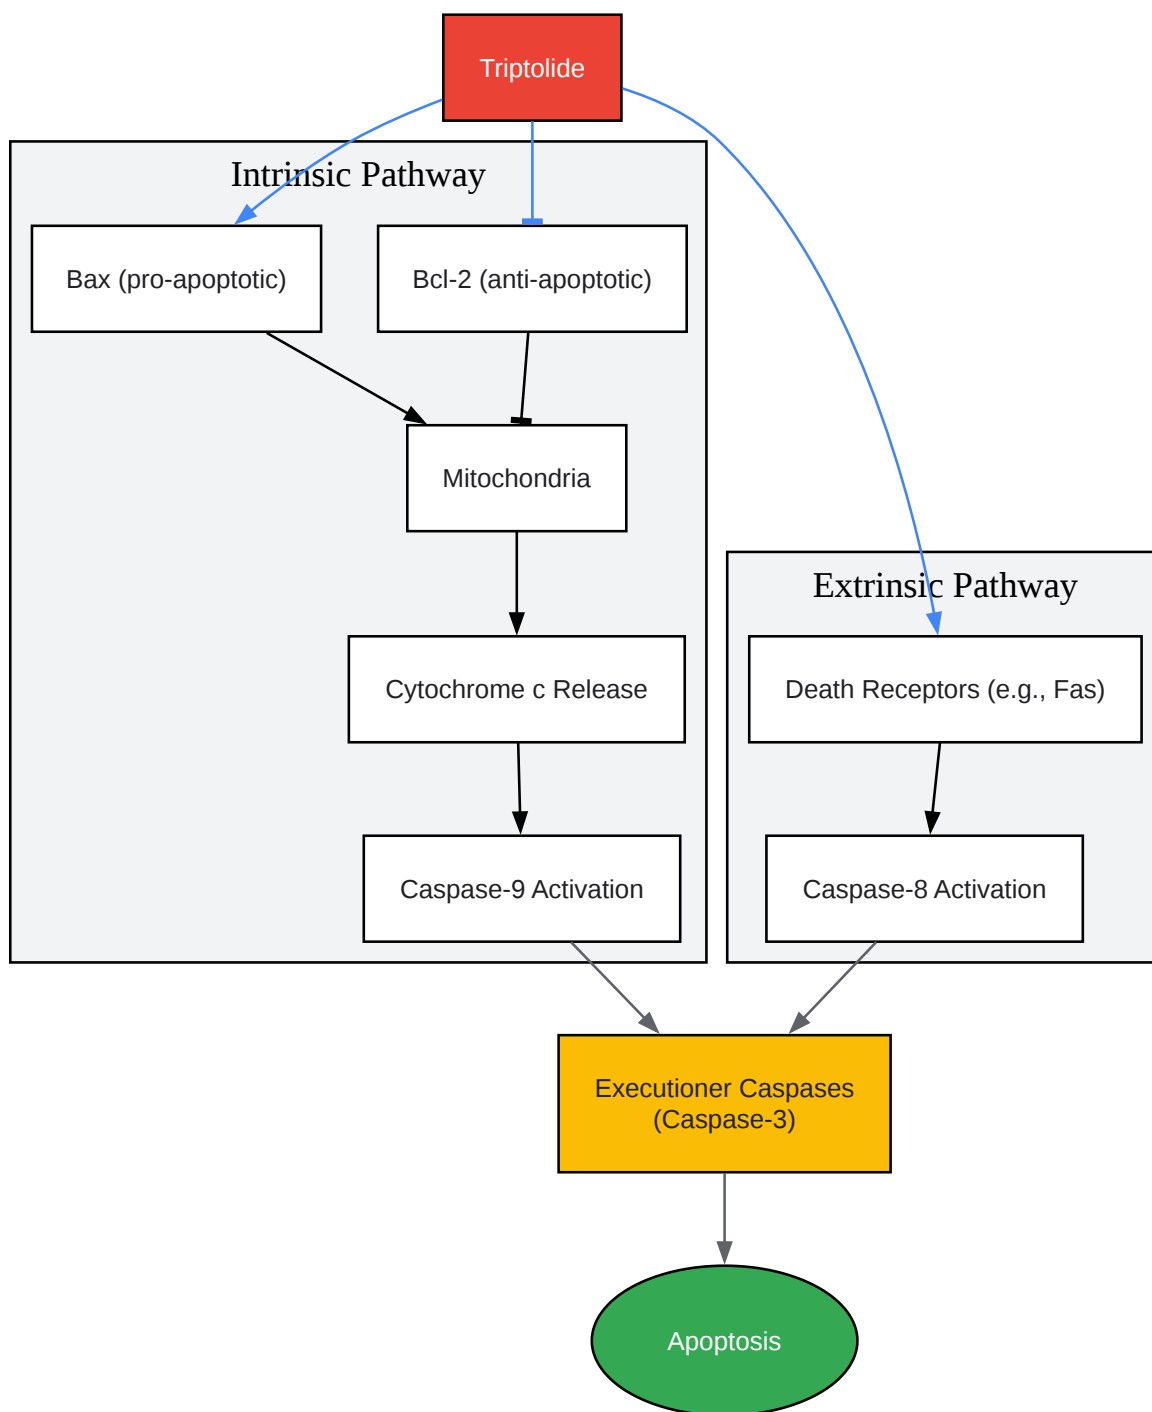 Triptolide
Intrinsic Pathway
Bax (pro-apoptotic)
Bcl-2 (anti-apoptotic)
Mitochondria
Extrinsic Pathway
Cytochrome c Release
Death Receptors (e.g., Fas)
Caspase-9 Activation
Caspase-8 Activation
Executioner Caspases
(Caspase-3)
Apoptosis